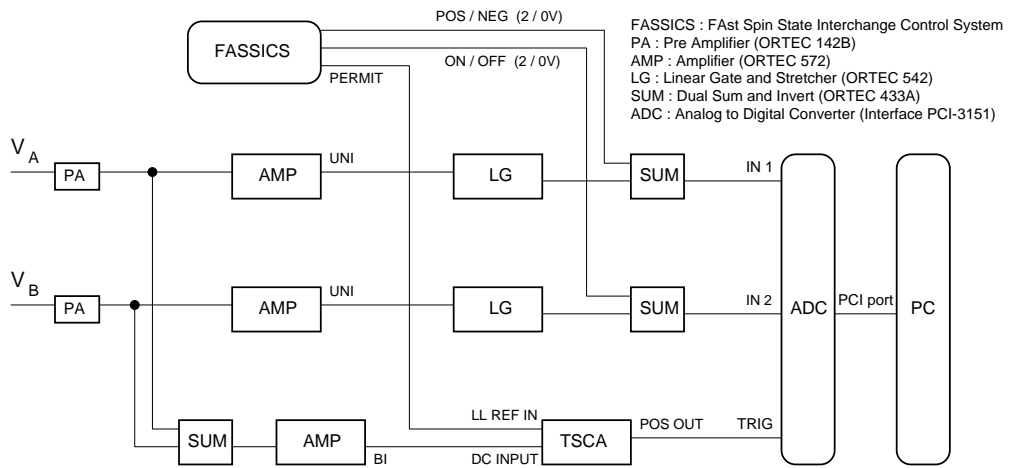 POS / NEG (2 / 0V)
FASSICS : FAst Spin State Interchange Control System
PA : Pre Amplifier (ORTEC 142B)
AMP : Amplifier (ORTEC 572)
LG : Linear Gate and Stretcher (ORTEC 542)
SUM : Dual Sum and Invert (ORTEC 433A)
ADC : Analog to Digital Converter (Interface PCI-3151)
FASSICS
ON / OFF (2 / 0V)
PERMIT
V A
PA
AMP
UNI
LG
SUM
IN 1
V B
PA
AMP
UNI
LG
SUM
IN 2
ADC
PCI port
PC
SUM
AMP
BI
LL REF IN
DC INPUT
TSCA
POS OUT
TRIG